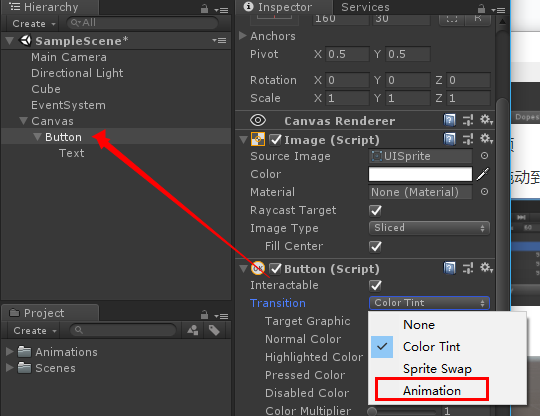 Hierarchy
Create
All
SampleScene*
Main Camera
Directional Light
Cube
EventSystem
Canvas
Button
Text
Project
Create
Animations
Scenes
Inspector
Services
160 30 R
Anchors
Pivot X 0.5 Y 0.5
Rotation X 0 Y 0 Z 0
Scale X 1 Y 1 Z 1
Canvas Renderer
Image (Script)
Source Image UISprite
Color
Material None (Material)
Raycast Target
Image Type Sliced
Fill Center
OK Button (Script)
Interactable
Transition Color Tint
Target Graphic
Normal Color
Highlighted Color
Pressed Color
Disabled Color
Color Multiplier 1
None
Color Tint
Sprite Swap
Animation
Dopes
动到